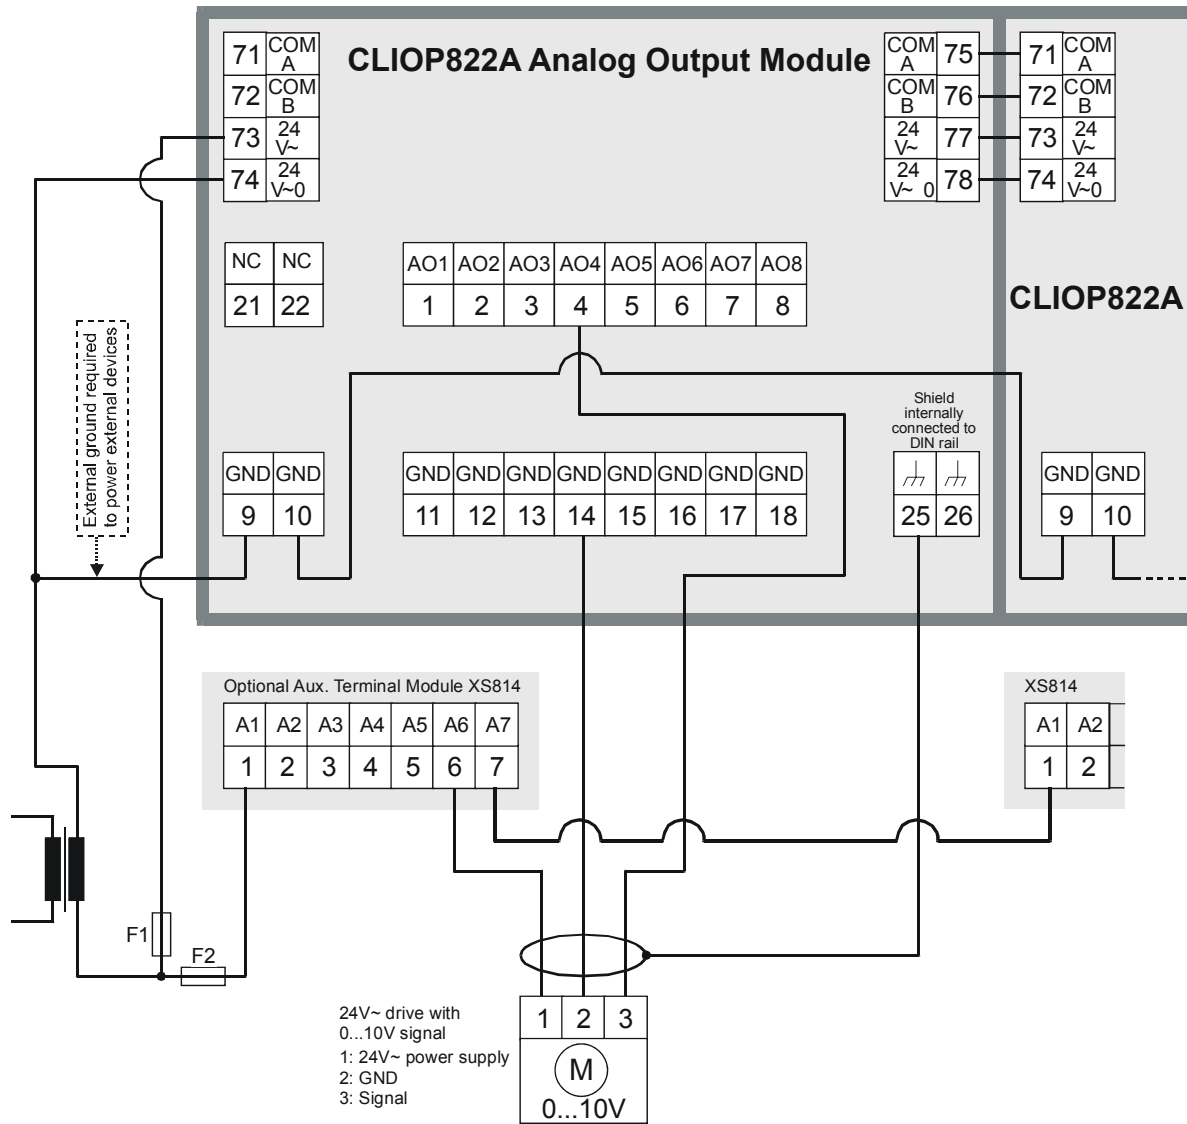 71 COM A
72 COM B
73 24 V~
74 24 V~0
CLIOP822A Analog Output Module
COM A 75
COM B 76
24 V~ 77
24 V~ 0 78
71 COM A
72 COM B
73 24 V~
74 24 V~0
NC NC
21 22
AO1 AO2 AO3 AO4 AO5 AO6 AO7 AO8
1 2 3 4 5 6 7 8
CLIOP822A
External ground required
to power external devices
Shield
internally
connected to
DIN rail
GND GND
9 10
GND GND GND GND GND GND GND GND
11 12 13 14 15 16 17 18
25 26
GND GND
9 10
Optional Aux. Terminal Module XS814
A1 A2 A3 A4 A5 A6 A7
1 2 3 4 5 6 7
XS814
A1 A2
1 2
F1
F2
24V~ drive with
0...10V signal
1: 24V~ power supply
2: GND
3: Signal
1 2 3
M
0...10V